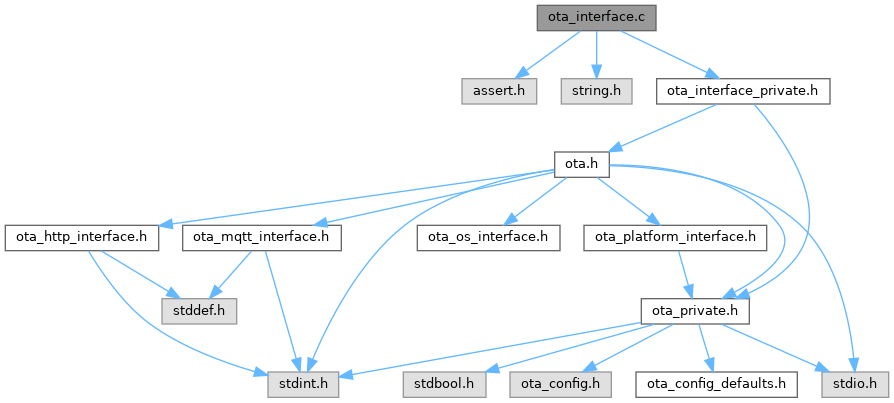 ota_interface.c
assert.h
string.h
ota_interface_private.h
ota.h
ota_http_interface.h
ota_mqtt_interface.h
ota_os_interface.h
ota_platform_interface.h
stddef.h
ota_private.h
stdint.h
stdbool.h
ota_config.h
ota_config_defaults.h
stdio.h